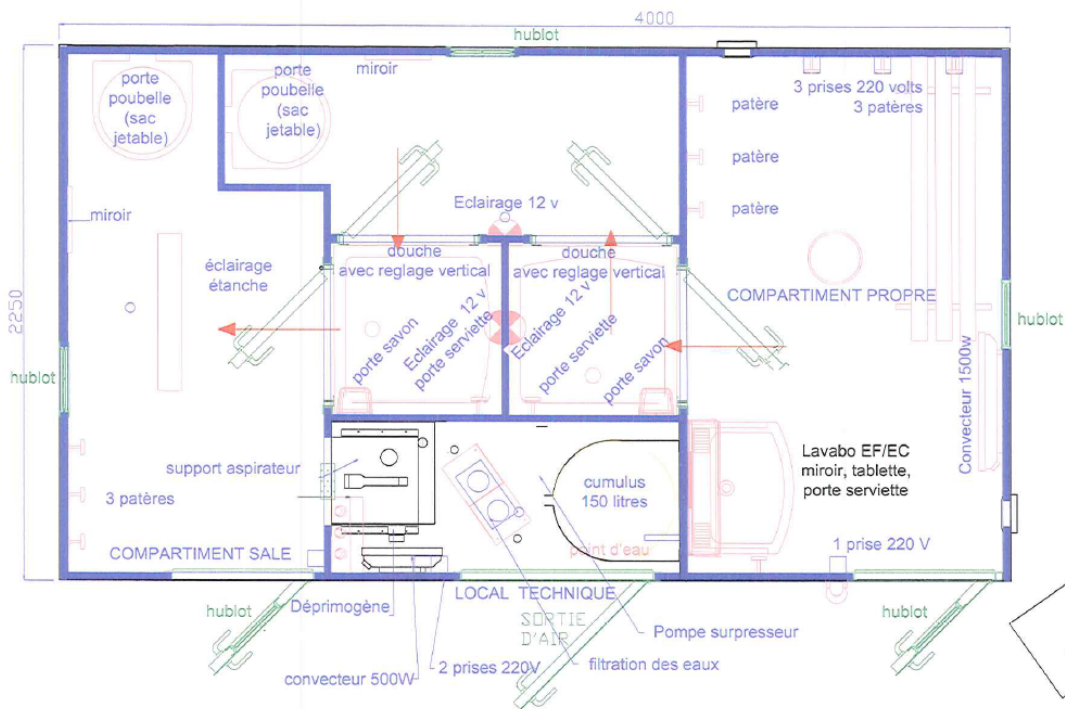 4000
hublot
porte
poubelle
(sac
jetable)
porte
poubelle
(sac
jetable)
miroir
3 prises 220 volts
3 patères
patère
patère
patère
miroir
Eclairage 12 v
éclairage
étanche
douche
avec reglage vertical
douche
avec reglage vertical
2250
COMPARTIMENT PROPRE
porte savon
Eclairage 12 v
porte serviette
Eclairage 12 v
porte serviette
porte savon
hublot
hublot
Convecteur 1500w
support aspirateur
cumulus
150 litres
Lavabo EF/EC
miroir, tablette,
porte serviette
3 patères
COMPARTIMENT SALE
point d'eau
1 prise 220 V
LOCAL TECHNIQUE
hublot
Déprimogène
SORTIE
D'AIR
Pompe surpresseur
hublot
convecteur 500W
2 prises 220V
filtration des eaux